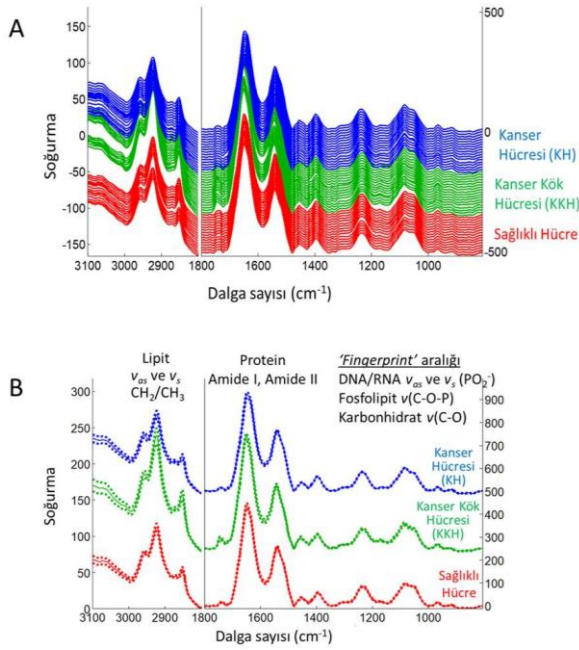 A
Soğurma
150
100
50
0
-50
-100
-150
500
0
-500
Kanser
Hücresi (KH)
Kanser Kök
Hücresi (KKH)
Sağlıklı Hücre
3100 3000 2900 1800 1600 1400 1200 1000
Dalga sayısı (cm-1)
B
Lipit
vas ve vs
CH2/CH3
Protein
Amide I, Amide II
'Fingerprint' aralığı
DNA/RNA vas ve vs (PO2-)
Fosfolipit v(C-O-P)
Karbonhidrat v(C-O)
Soğurma
300
250
200
150
100
50
0
900
800
700
600
500
400
300
200
100
0
Kanser
Hücresi
(KH)
Kanser Kök
Hücresi
(KKH)
Sağlıklı
Hücre
3100 3000 2900 1800 1600 1400 1200 1000
Dalga sayısı (cm-1)